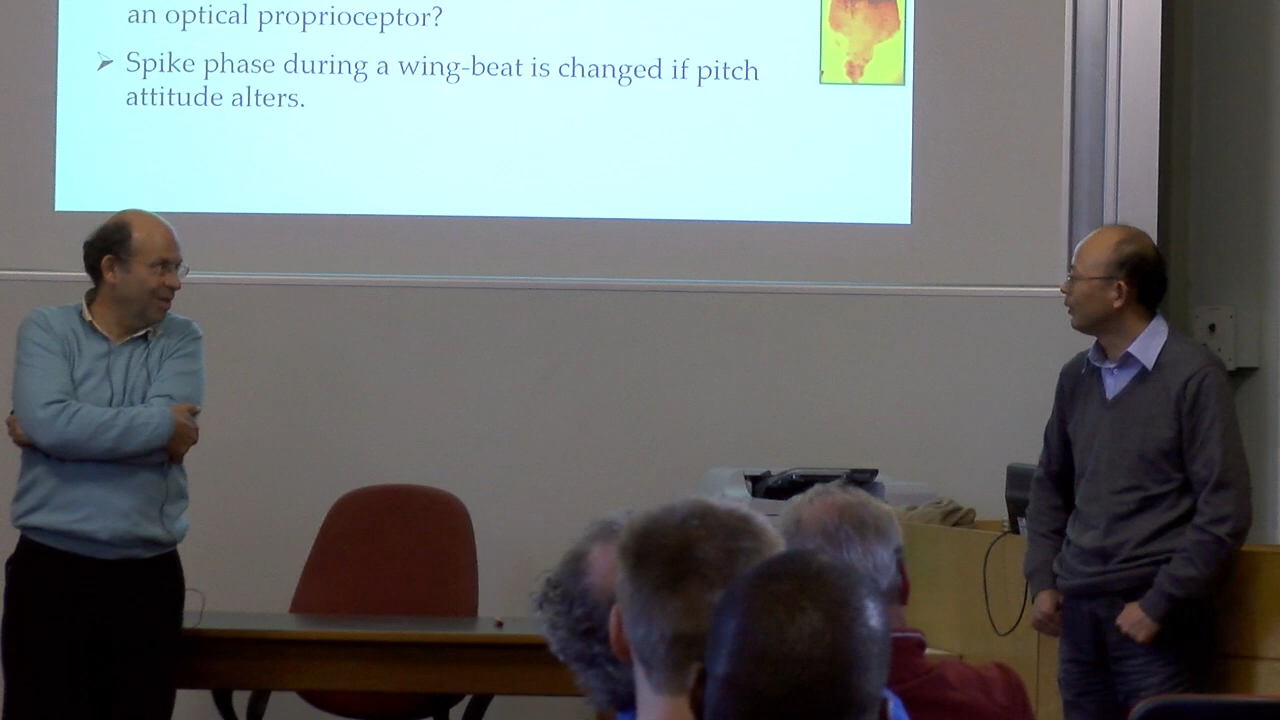 an optical proprioceptor?
Spike phase during a wing-beat is changed if pitch
attitude alters.